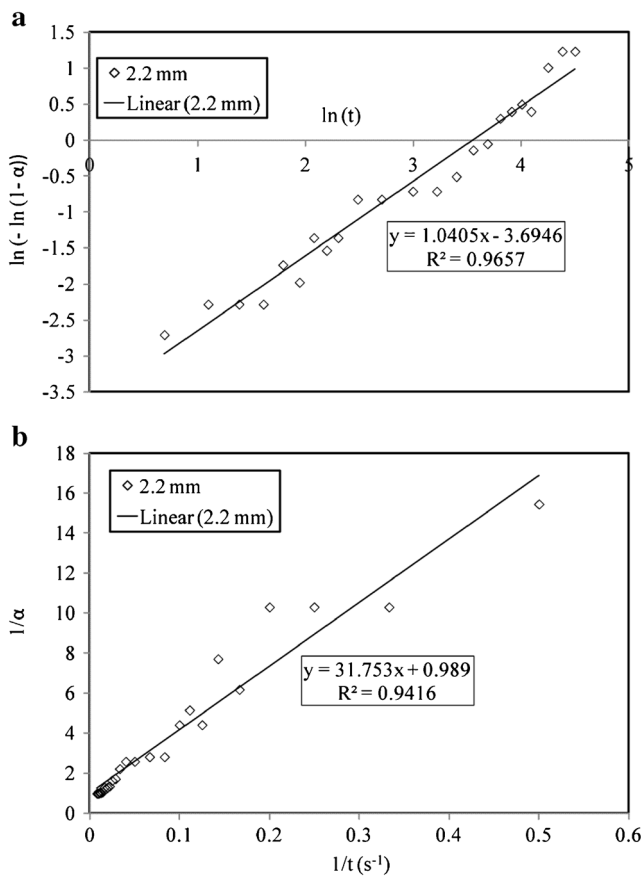 a
1.5
1
0.5
0
-0.5
-1
-1.5
-2
-2.5
-3
-3.5
ln (- ln (1- α))
2.2 mm
Linear (2.2 mm)
ln (t)
0 1 2 3 4 5
y = 1.0405x - 3.6946
R² = 0.9657
b
18
16
14
12
10
8
6
4
2
0
1/α
2.2 mm
Linear (2.2 mm)
y = 31.753x + 0.989
R² = 0.9416
0 0.1 0.2 0.3 0.4 0.5 0.6
1/t (s⁻¹)